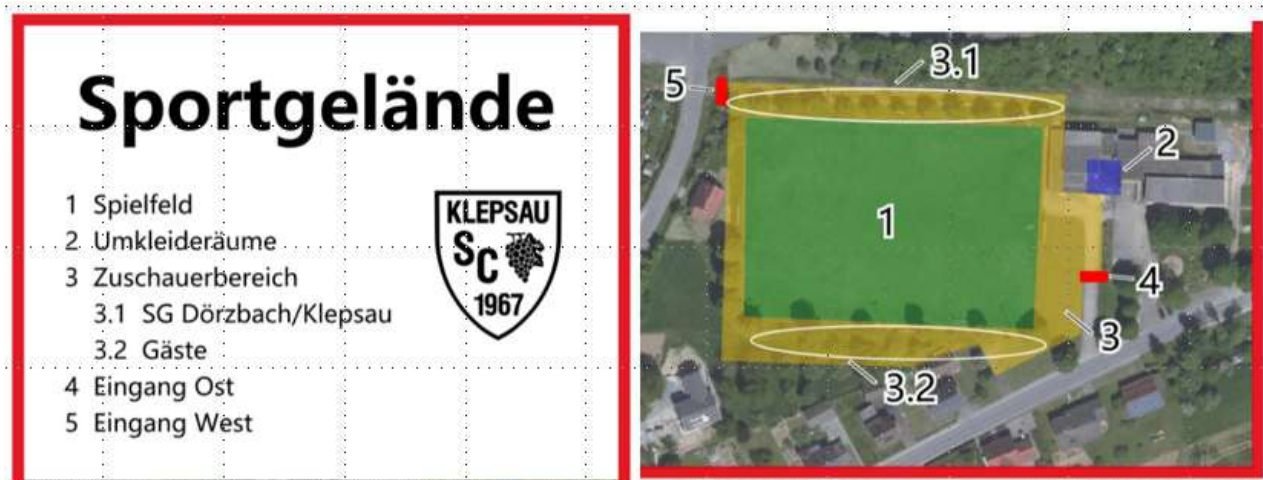 Sportgelände
1 Spielfeld
2 Umkleideräume
3 Zuschauerbereich
3.1 SG Dörzbach/Klepsau
3.2 Gäste
4 Eingang Ost
5 Eingang West
KLEPSAU
SC
1967
3.1
5
2
1
4
3
3.2